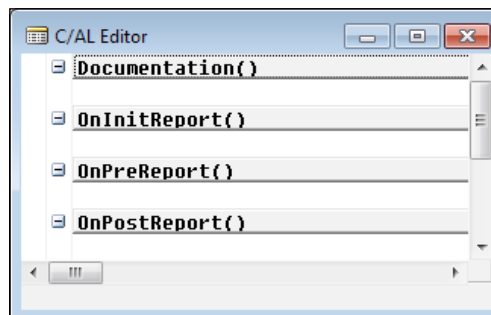 C/AL Editor
Documentation()
OnInitReport()
OnPreReport()
OnPostReport()